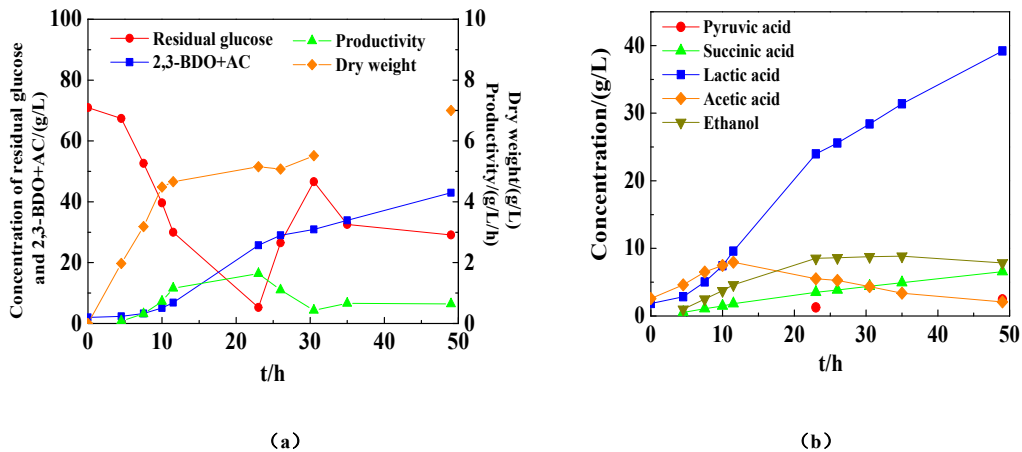 Concentration of residual glucose
and 2,3-BDO+AC/(g/L)
100
80
60
40
20
0
Residual glucose
2,3-BDO+AC
Productivity
Dry weight
10
8
6
4
2
0
Dry weight/(g/L)
Productivity/(g/L/h)
0 10 20 30 40 50
t/h
(a)
Concentration/(g/L)
40
30
20
10
0
Pyruvic acid
Succinic acid
Lactic acid
Acetic acid
Ethanol
0 10 20 30 40 50
t/h
(b)